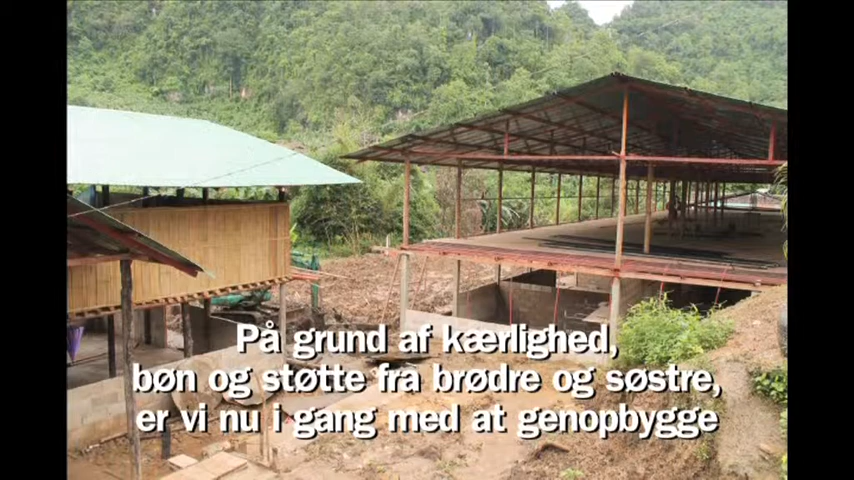 På grund af kærlighed,
bøn og støtte fra brødre og søstre,
er vi nu i gang med at genopbygge